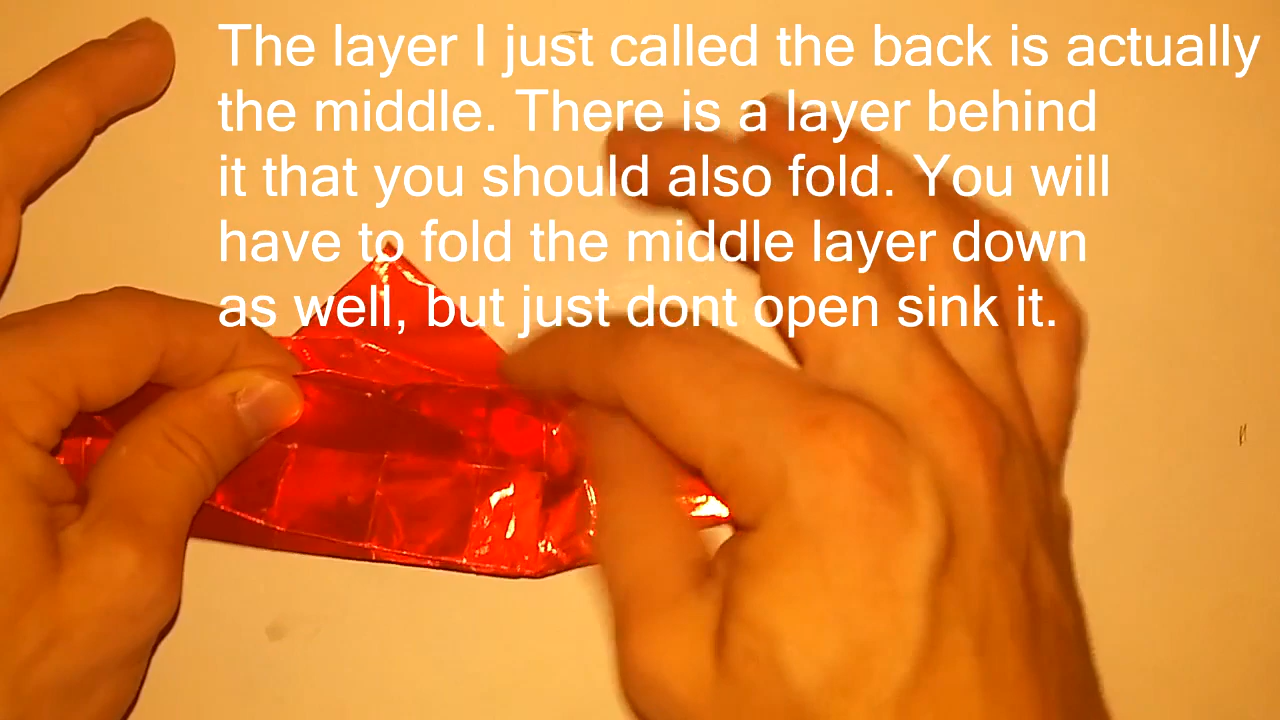 The layer I just called the back is actually
the middle. There is a layer behind
it that you should also fold. You will
have to fold the middle layer down
as well, but just dont open sink it.